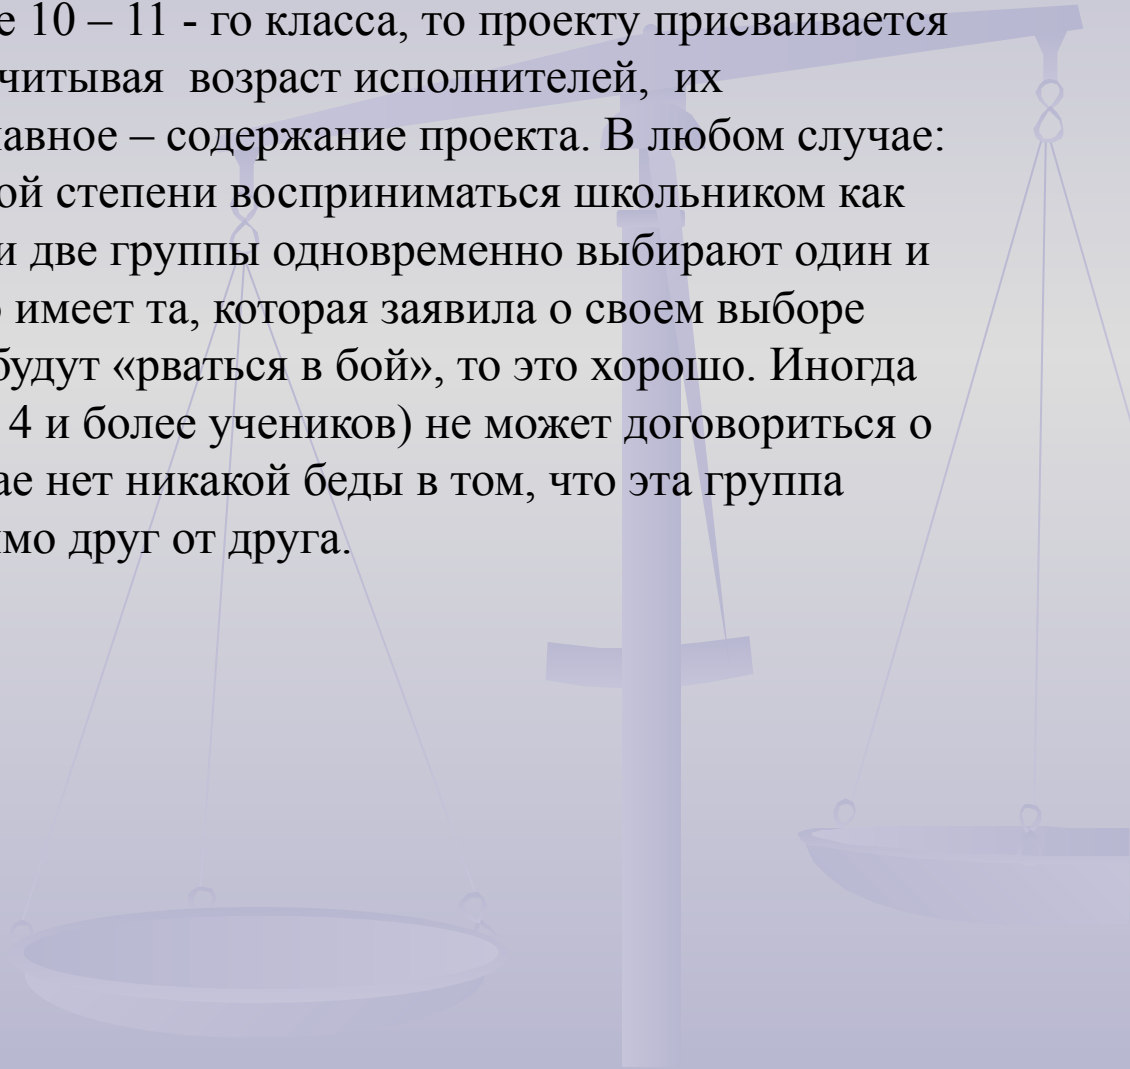 е 10 – 11 - го класса, то проекту присваивается
читывая возраст исполнителей, их
авное – содержание проекта. В любом случае:
ой степени восприниматься школьником как
и две группы одновременно выбирают один и
имеет та, которая заявила о своем выборе
будут «рваться в бой», то это хорошо. Иногда
4 и более учеников) не может договориться о
ае нет никакой беды в том, что эта группа
мо друг от друга.